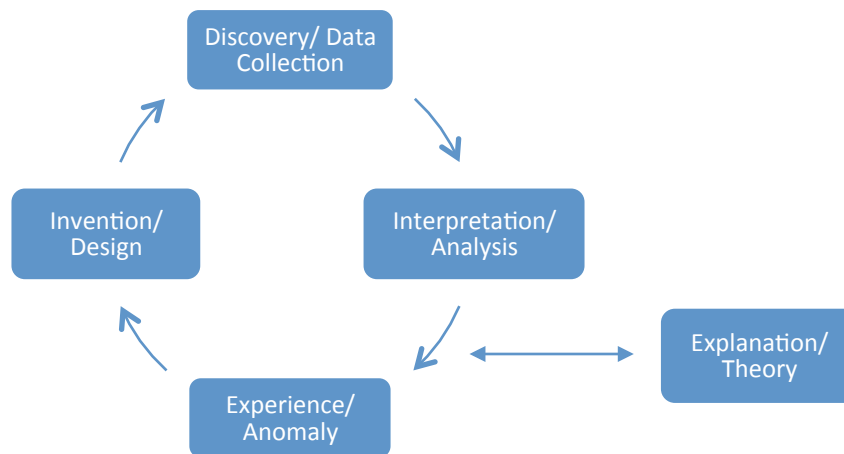 Discovery/ Data
Collection
Invention/
Design
Interpretation/
Analysis
Explanation/
Theory
Experience/
Anomaly